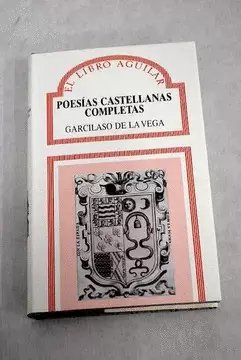 EL LIBRO AGUILAR
POESÍAS CASTELLANAS
COMPLETAS
GARCILASO DE LA VEGA